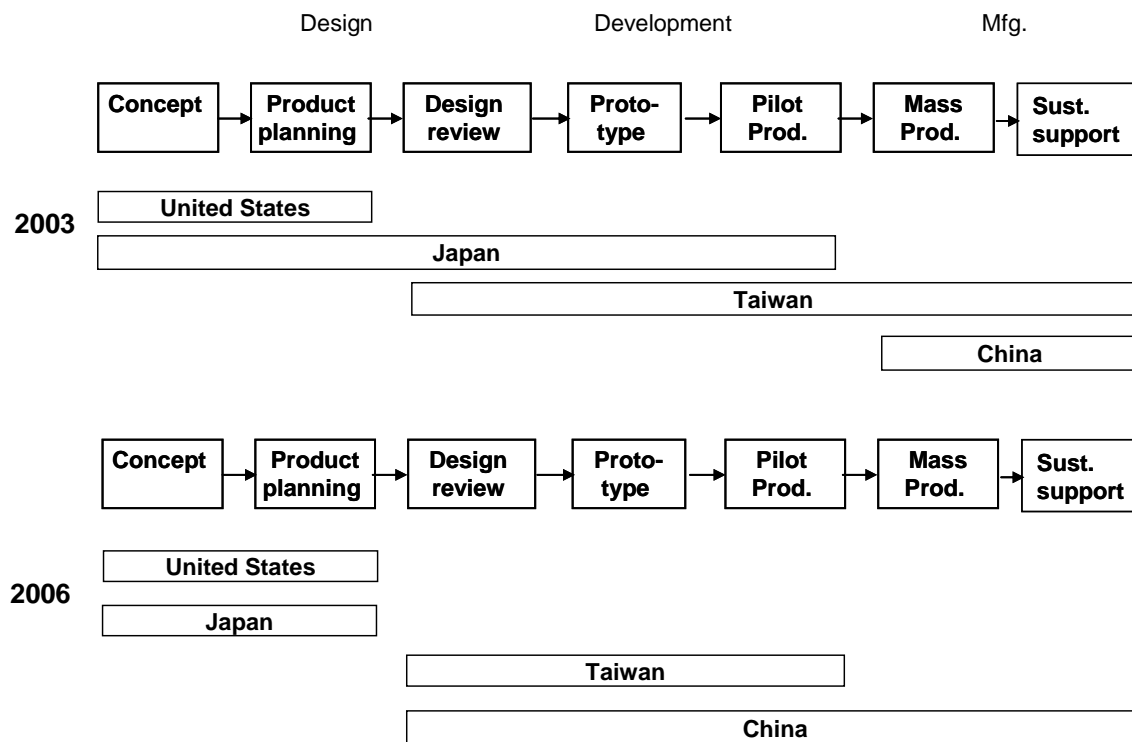 Design Development Mfg.
Concept Product Design Proto- Pilot Mass Sust.
planning review type Prod. Prod. support
United States
2003
Japan
Taiwan
China
Concept Product Design Proto- Pilot Mass Sust.
planning review type Prod. Prod. support
United States
2006
Japan
Taiwan
China